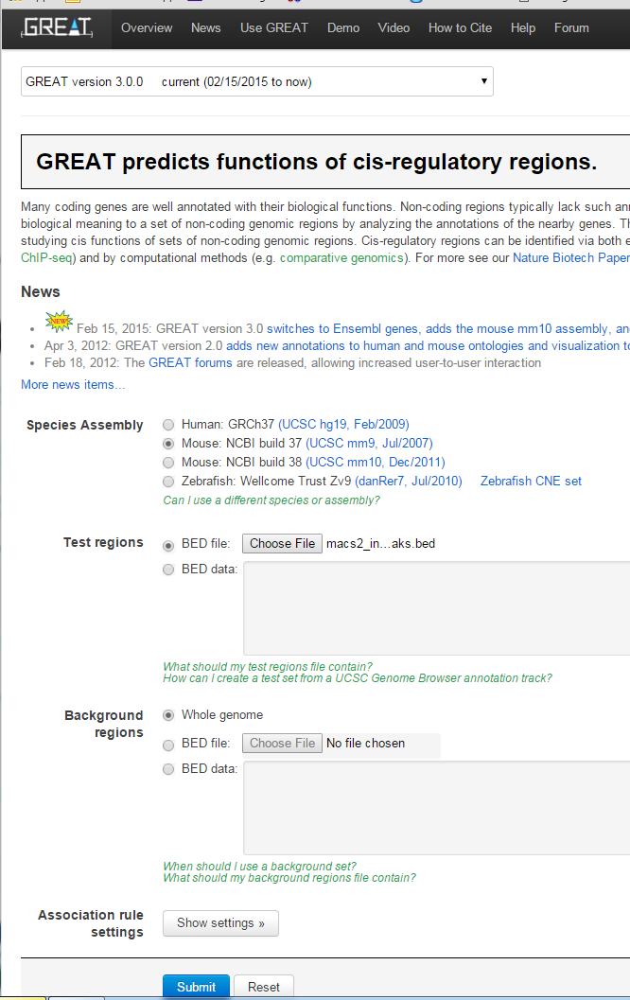 GREAT
Overview News Use GREAT Demo Video How to Cite Help Forum
GREAT version 3.0.0 current (02/15/2015 to now)
GREAT predicts functions of cis-regulatory regions.
Many coding genes are well annotated with their biological functions. Non-coding regions typically lack such
biological meaning to a set of non-coding genomic regions by analyzing the annotations of the nearby genes.
studying cis functions of sets of non-coding genomic regions. Cis-regulatory regions can be identified via both
ChIP-seq) and by computational methods (e.g. comparative genomics). For more see our Nature Biotech Paper
News
NEW Feb 15, 2015: GREAT version 3.0 switches to Ensembl genes, adds the mouse mm10 assembly,
Apr 3, 2012: GREAT version 2.0 adds new annotations to human and mouse ontologies and visualization
Feb 18, 2012: The GREAT forums are released, allowing increased user-to-user interaction
More news items...
Species Assembly
Human: GRCh37 (UCSC hg19, Feb/2009)
Mouse: NCBI build 37 (UCSC mm9, Jul/2007)
Mouse: NCBI build 38 (UCSC mm10, Dec/2011)
Zebrafish: Wellcome Trust Zv9 (danRer7, Jul/2010) Zebrafish CNE set
Can I use a different species or assembly?
Test regions
BED file: Choose File macs2_in...aks.bed
BED data:
What should my test regions file contain?
How can I create a test set from a UCSC Genome Browser annotation track?
Background
regions
Whole genome
BED file: Choose File No file chosen
BED data:
When should I use a background set?
What should my background regions file contain?
Association rule
settings
Show settings »
Submit Reset